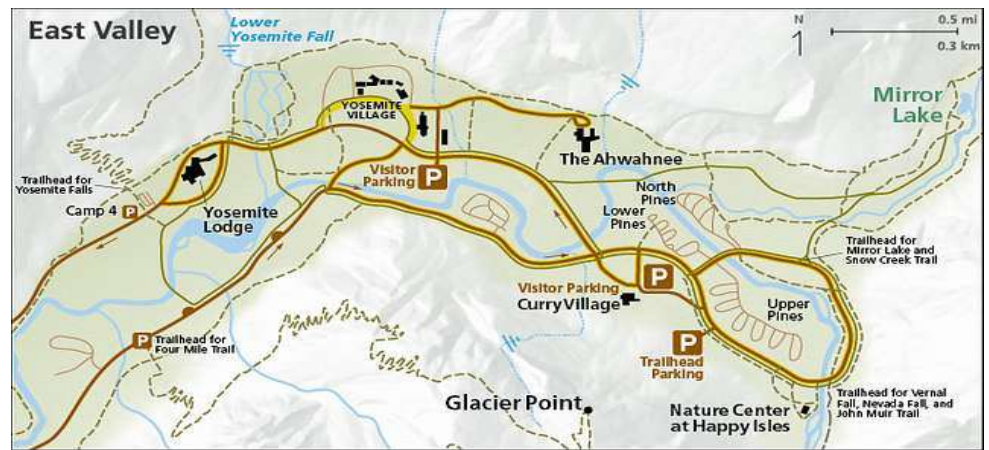 East Valley
Lower
Yosemite Fall
N
0.5 mi
0.3 km
Mirror
Lake
YOSEMITE
VILLAGE
The Ahwahnee
Visitor
Parking
P
Trailhead for
Yosemite Falls
Camp 4 P
Yosemite
Lodge
North
Pines
Lower
Pines
Trailhead for
Mirror Lake and
Snow Creek Trail
Visitor Parking
Curry Village
P
Upper
Pines
P Trailhead for
Four Mile Trail
P
Trailhead
Parking
Glacier Point
Nature Center
at Happy Isles
Trailhead for Vernal
Fall, Nevada Fall, and
John Muir Trail